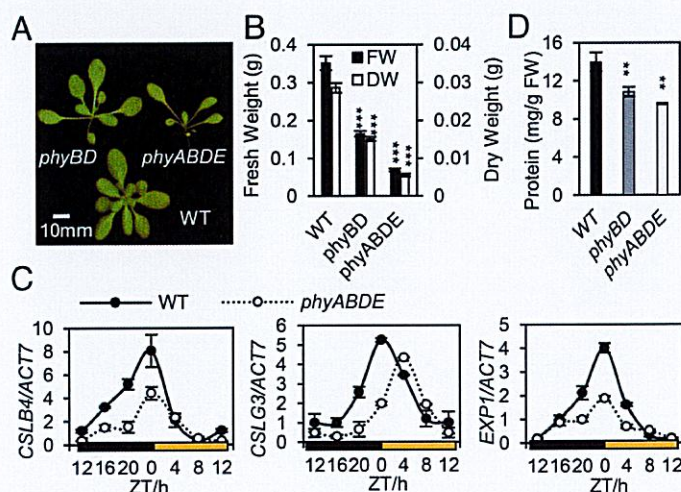 A
phyBD
phyABDE
WT
10mm
B
Fresh Weight (g)
0.4
0.3
0.2
0.1
0
FW
DW
***
***
***
***
0.04
0.03
0.02
0.01
0
Dry Weight (g)
WT
phyBD
phyABDE
D
Protein (mg/g FW)
16
12
8
4
0
**
**
WT
phyBD
phyABDE
C
WT
phyABDE
CSLB4/ACT7
10
8
6
4
2
0
12 16 20 0 4 8 12
ZT/h
CSLG3/ACT7
6
5
4
3
2
1
0
12 16 20 0 4 8 12
ZT/h
EXP1/ACT7
5
4
3
2
1
0
12 16 20 0 4 8 12
ZT/h